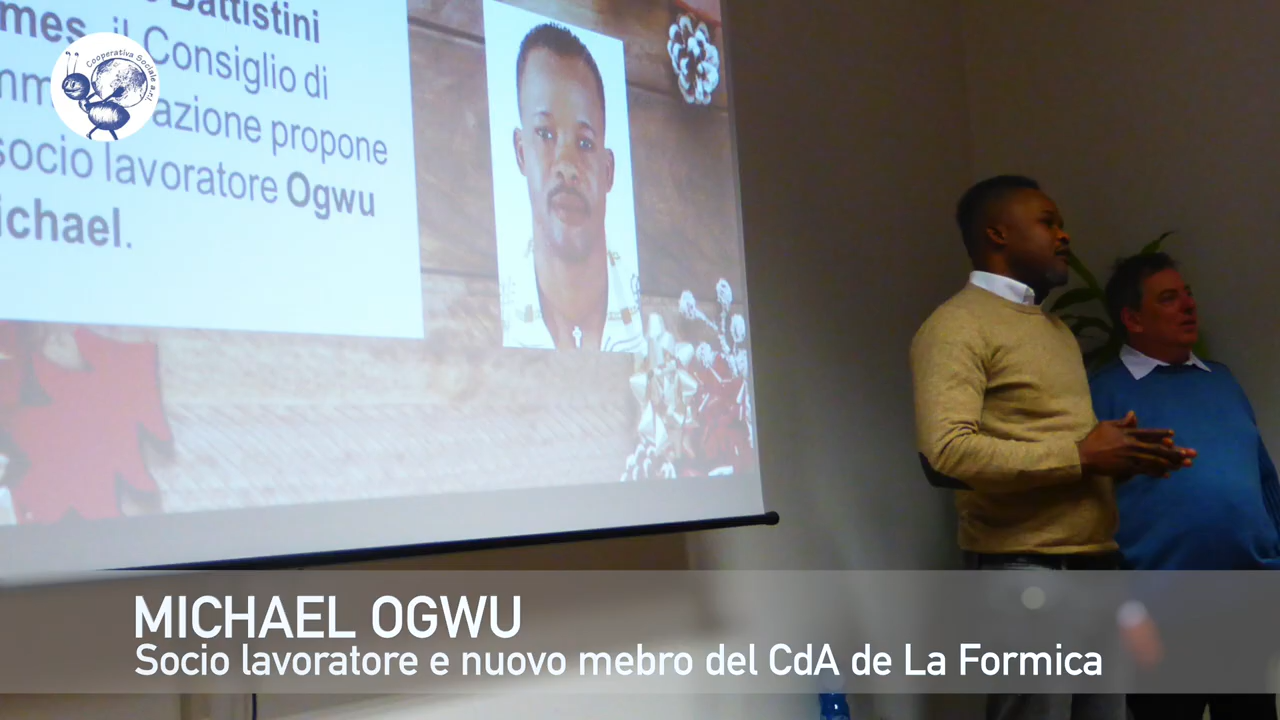 Battistini
mes, il Consiglio di
azione propone
socio lavoratore Ogwu
ichael.
Cooperativa Sociale a r.l.
MICHAEL OGWU
Socio lavoratore e nuovo mebro del CdA de La Formica